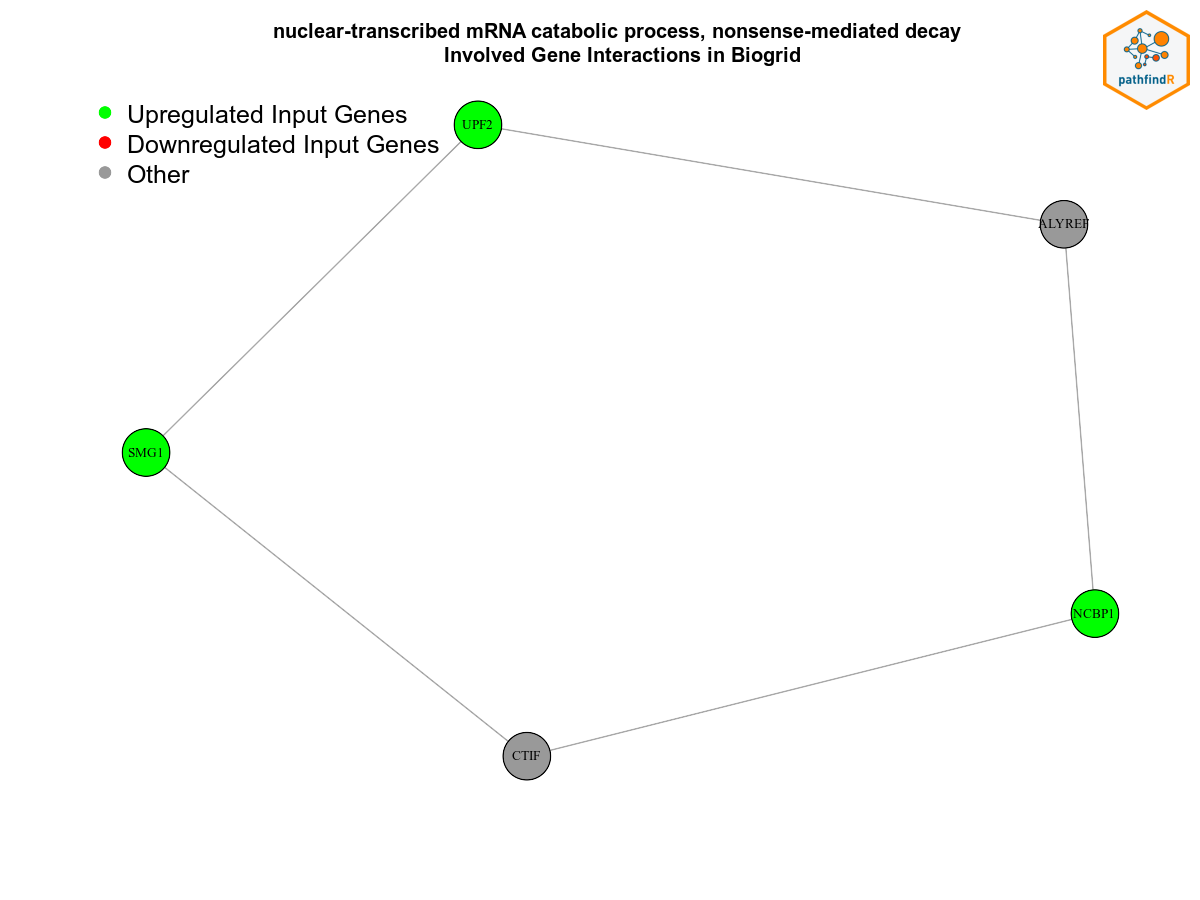 nuclear-transcribed mRNA catabolic process, nonsense-mediated decay
Involved Gene Interactions in Biogrid
pathfindR
Upregulated Input Genes
Downregulated Input Genes
Other
UPF2
ALYREF
SMG1
NCBP1
CTIF